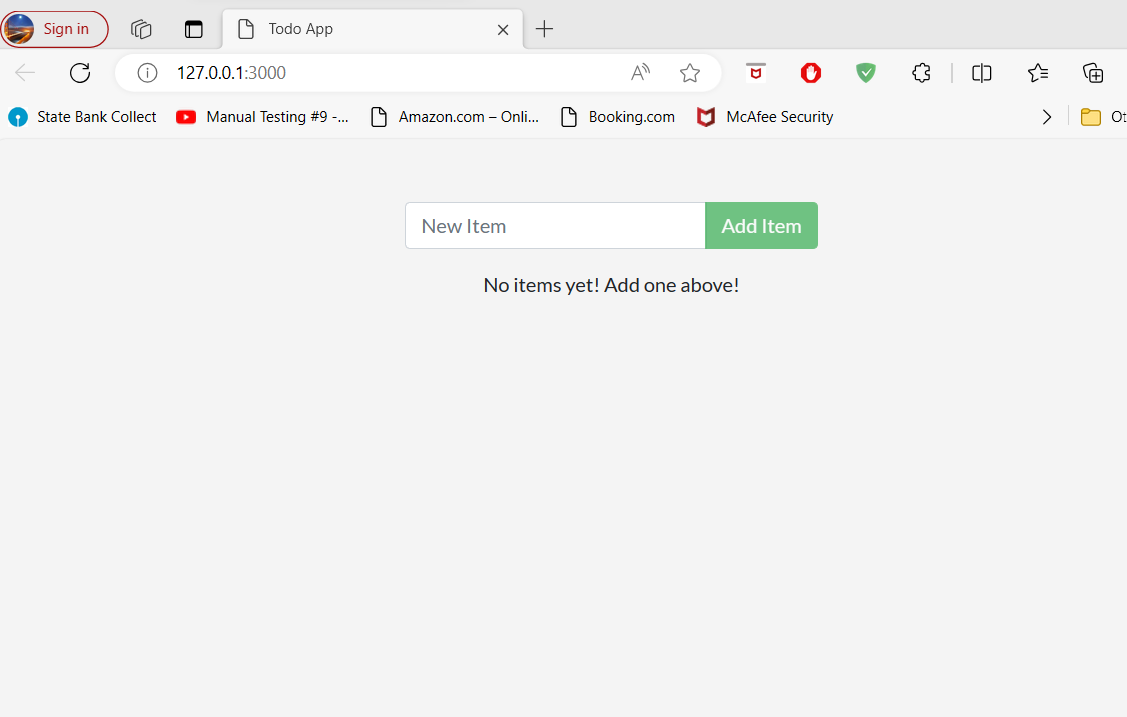 Sign in
Todo App
127.0.0.1:3000
State Bank Collect
Manual Testing #9 -...
Amazon.com – Onli...
Booking.com
McAfee Security
Ot
New Item
Add Item
No items yet! Add one above!